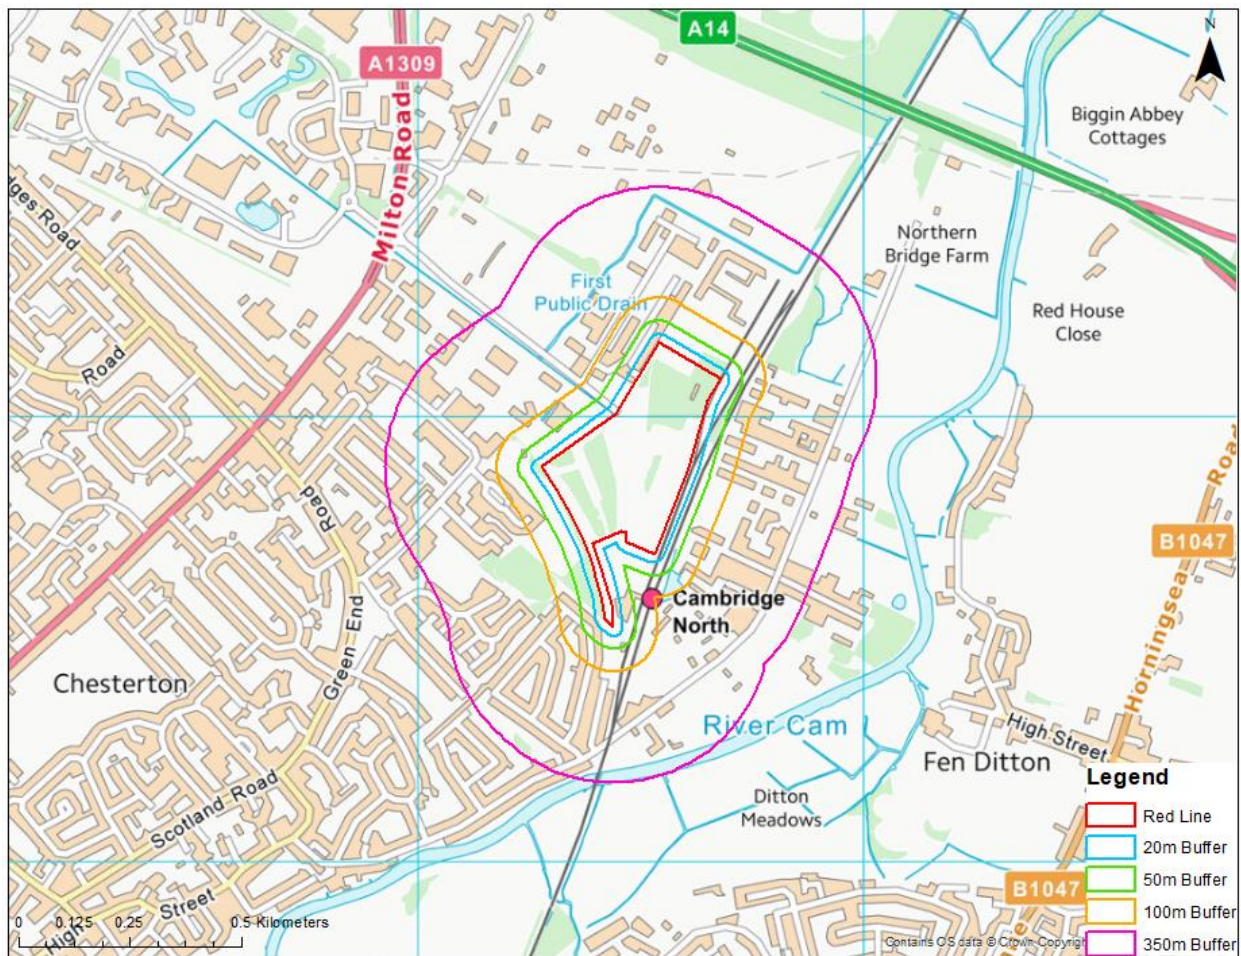 A14
N
A1309
Biggin Abbey
Cottages
Milton Road
dges Road
Northern
Bridge Farm
First
Public Drain
Red House
Close
Road
Road
Horningsea Road
B1047
Cambridge
North
Green End
Chesterton
River Cam
High Street
Fen Ditton
Scotland Road
Ditton
Meadows
Legend
Red Line
20m Buffer
50m Buffer
100m Buffer
350m Buffer
B1047
High Street
0 0.125 0.25 0.5 Kilometers
Contains OS data © Crown Copyrigh